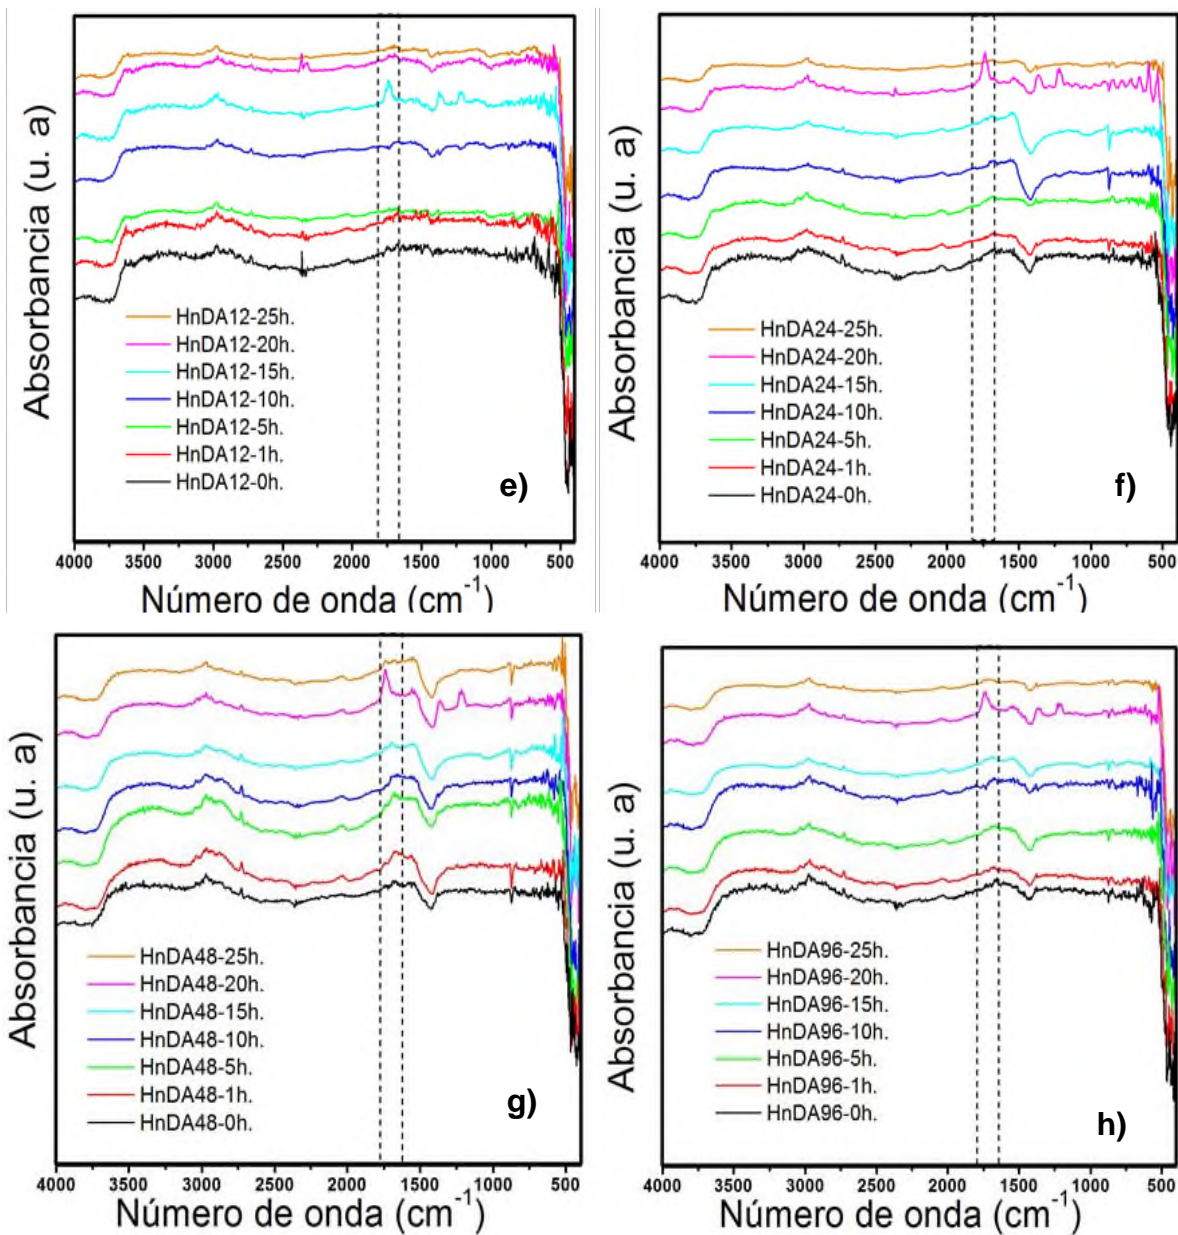 Absorbancia (u. a)
HnDA12-25h.
HnDA12-20h.
HnDA12-15h.
HnDA12-10h.
HnDA12-5h.
HnDA12-1h.
HnDA12-0h.
e)
4000 3500 3000 2500 2000 1500 1000 500
Número de onda (cm-1)
Absorbancia (u. a)
HnDA24-25h.
HnDA24-20h.
HnDA24-15h.
HnDA24-10h.
HnDA24-5h.
HnDA24-1h.
HnDA24-0h.
f)
4000 3500 3000 2500 2000 1500 1000 500
Número de onda (cm-1)
Absorbancia (u. a)
HnDA48-25h.
HnDA48-20h.
HnDA48-15h.
HnDA48-10h.
HnDA48-5h.
HnDA48-1h.
HnDA48-0h.
g)
4000 3500 3000 2500 2000 1500 1000 500
Número de onda (cm-1)
Absorbancia (u. a)
HnDA96-25h.
HnDA96-20h.
HnDA96-15h.
HnDA96-10h.
HnDA96-5h.
HnDA96-1h.
HnDA96-0h.
h)
4000 3500 3000 2500 2000 1500 1000 500
Número de onda (cm-1)